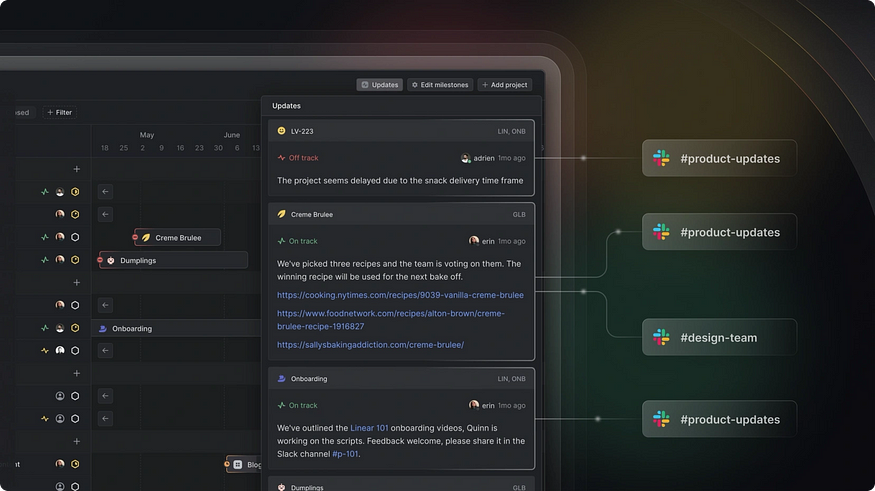 Updates
Edit milestones
Add project
Filter
May
June
18 25 2 9 16 23 30 6 13
Creme Brulee
Dumplings
Onboarding
Blog
Updates
LV-223
LIN, ONB
Off track
adrien 1mo ago
The project seems delayed due to the snack delivery time frame
Creme Brulee
GLB
On track
erin 1mo ago
We've picked three recipes and the team is voting on them. The
winning recipe will be used for the next bake off.
https://cooking.nytimes.com/recipes/9039-vanilla-creme-brulee
https://www.foodnetwork.com/recipes/alton-brown/creme-
brulee-recipe-1916827
https://sallysbakingaddiction.com/creme-brulee/
Onboarding
LIN, ONB
On track
erin 1mo ago
We've outlined the Linear 101 onboarding videos, Quinn is
working on the scripts. Feedback welcome, please share it in the
Slack channel #p-101.
Dumplings
GLB
#product-updates
#product-updates
#design-team
#product-updates